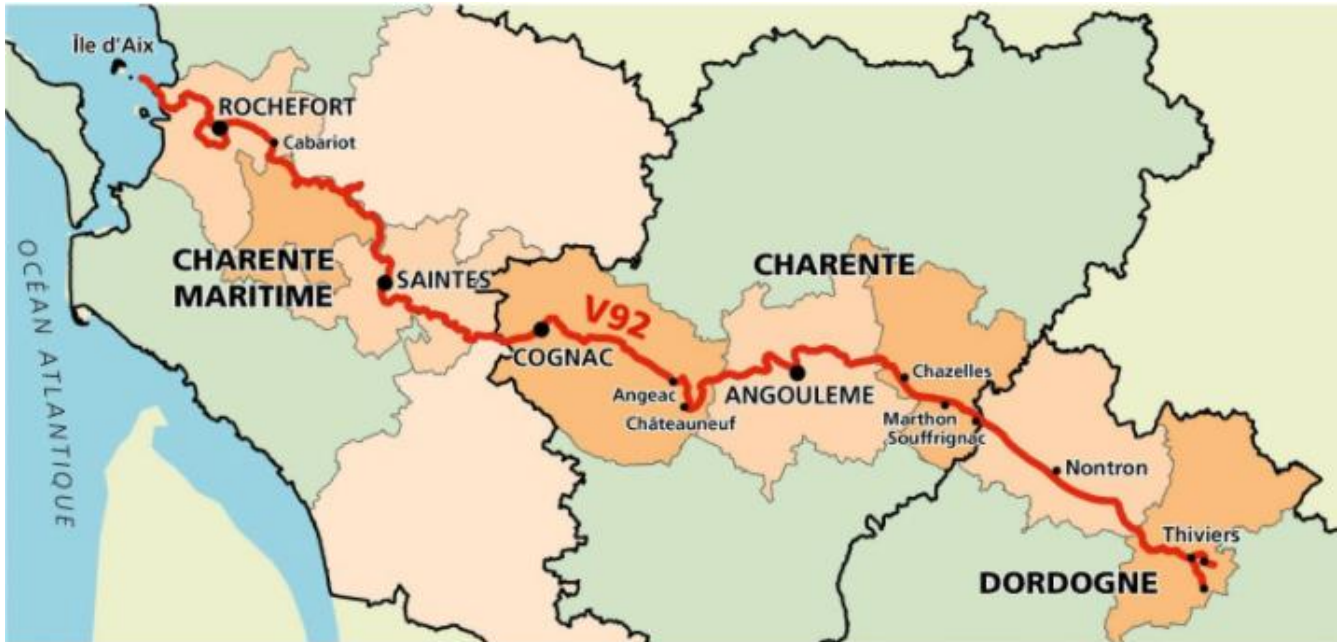 Île d'Aix
ROCHEFORT
Cabariot
CHARENTE
MARITIME
SAINTES
OCÉAN ATLANTIQUE
V92
COGNAC
Angeac
Châteauneuf
CHARENTE
ANGOULEME
Chazelles
Marthon
Souffrignac
Nontron
Thiviers
DORDOGNE